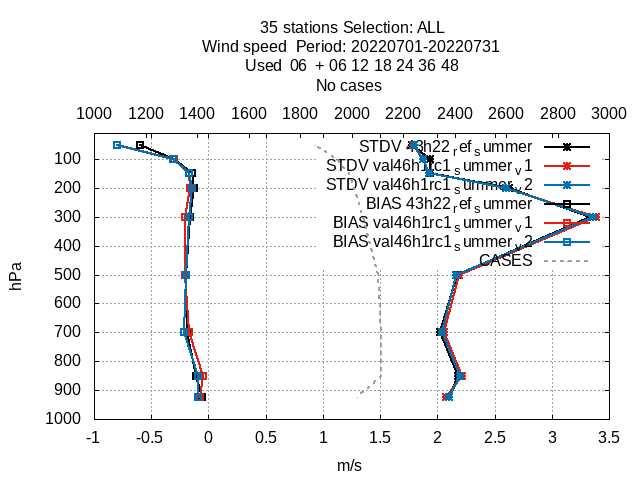 35 stations Selection: ALL
Wind speed Period: 20220701-20220731
Used 06 + 06 12 18 24 36 48
No cases
1000 1200 1400 1600 1800 2000 2200 2400 2600 2800 3000
STDV 43h22_ref_summer
100
STDV val46h1rc1_summer_v1
STDV val46h1rc1_summer_v2
200
BIAS 43h22_ref_summer
300
BIAS val46h1rc1_summer_v1
BIAS val46h1rc1_summer_v2
400
CASES
500
hPa
600
700
800
900
1000
-1 -0.5 0 0.5 1 1.5 2 2.5 3 3.5
m/s